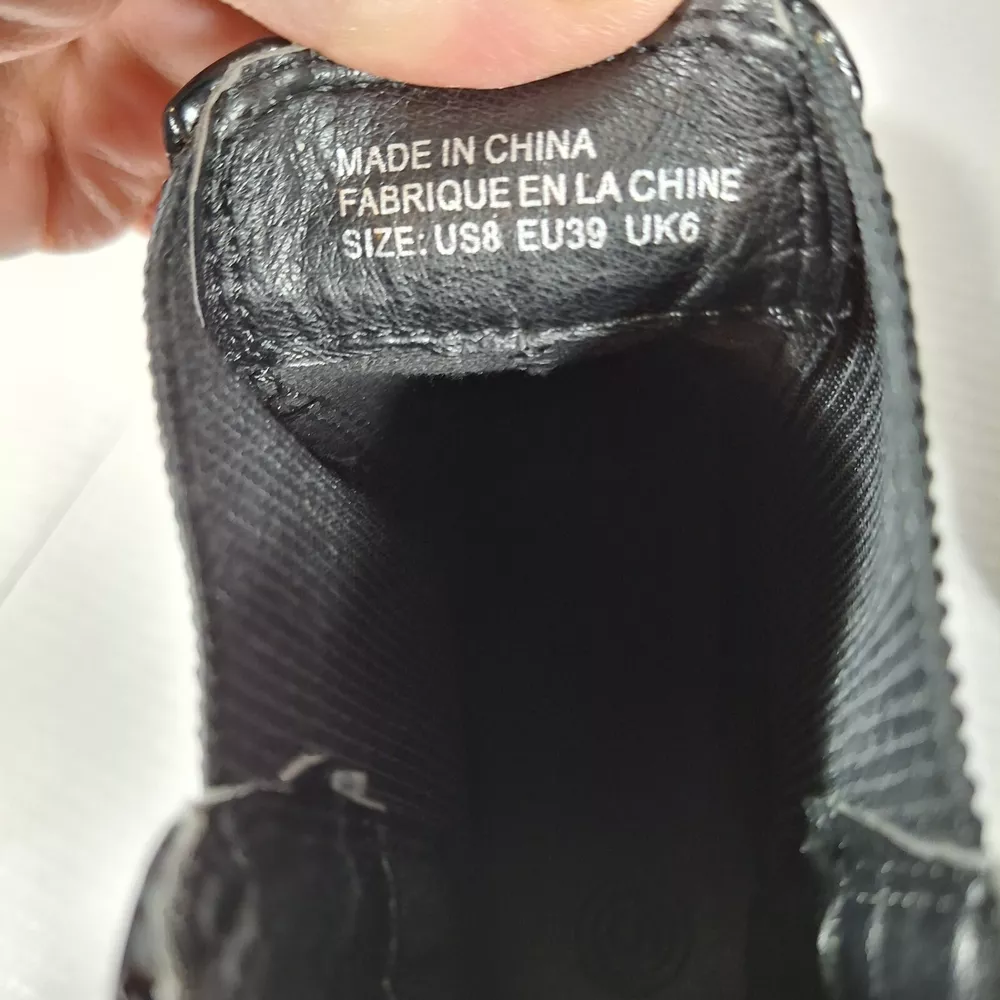 MADE IN CHINA
FABRIQUE EN LA CHINE
SIZE: US8 EU39 UK6